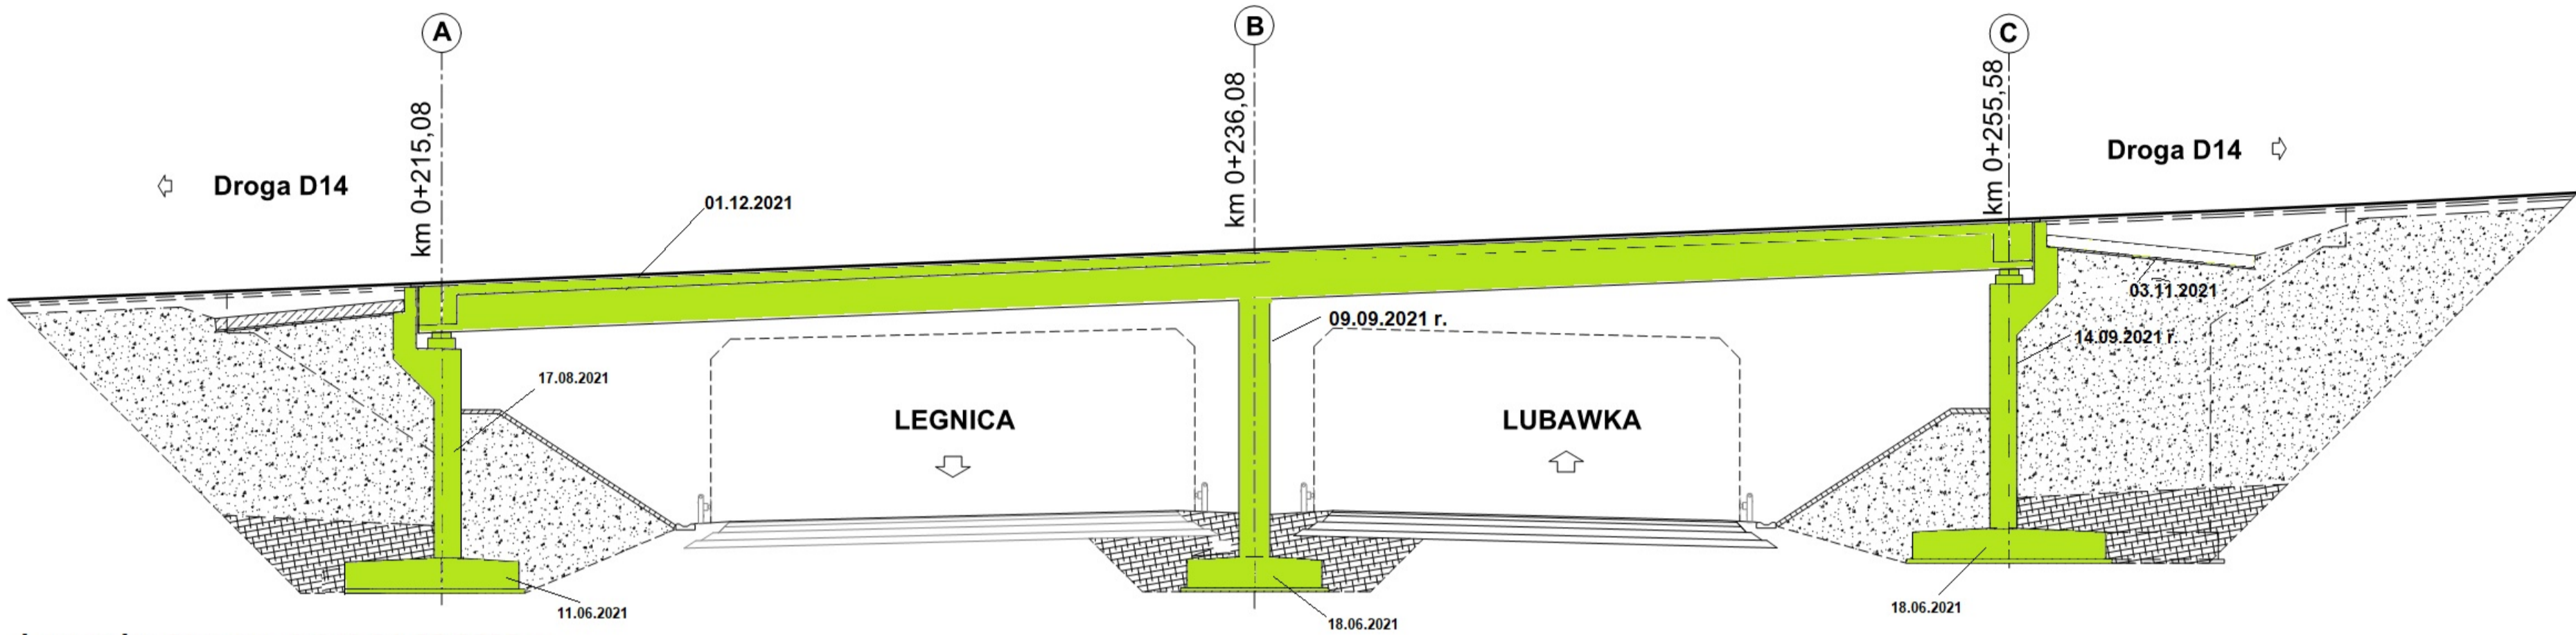 A
B
C
km 0+215,08
km 0+236,08
km 0+255,58
Droga D14
Droga D14
01.12.2021
03.11.2021
09.09.2021 r.
14.09.2021 r.
17.08.2021
LEGNICA
LUBAWKA
11.06.2021
18.06.2021
18.06.2021